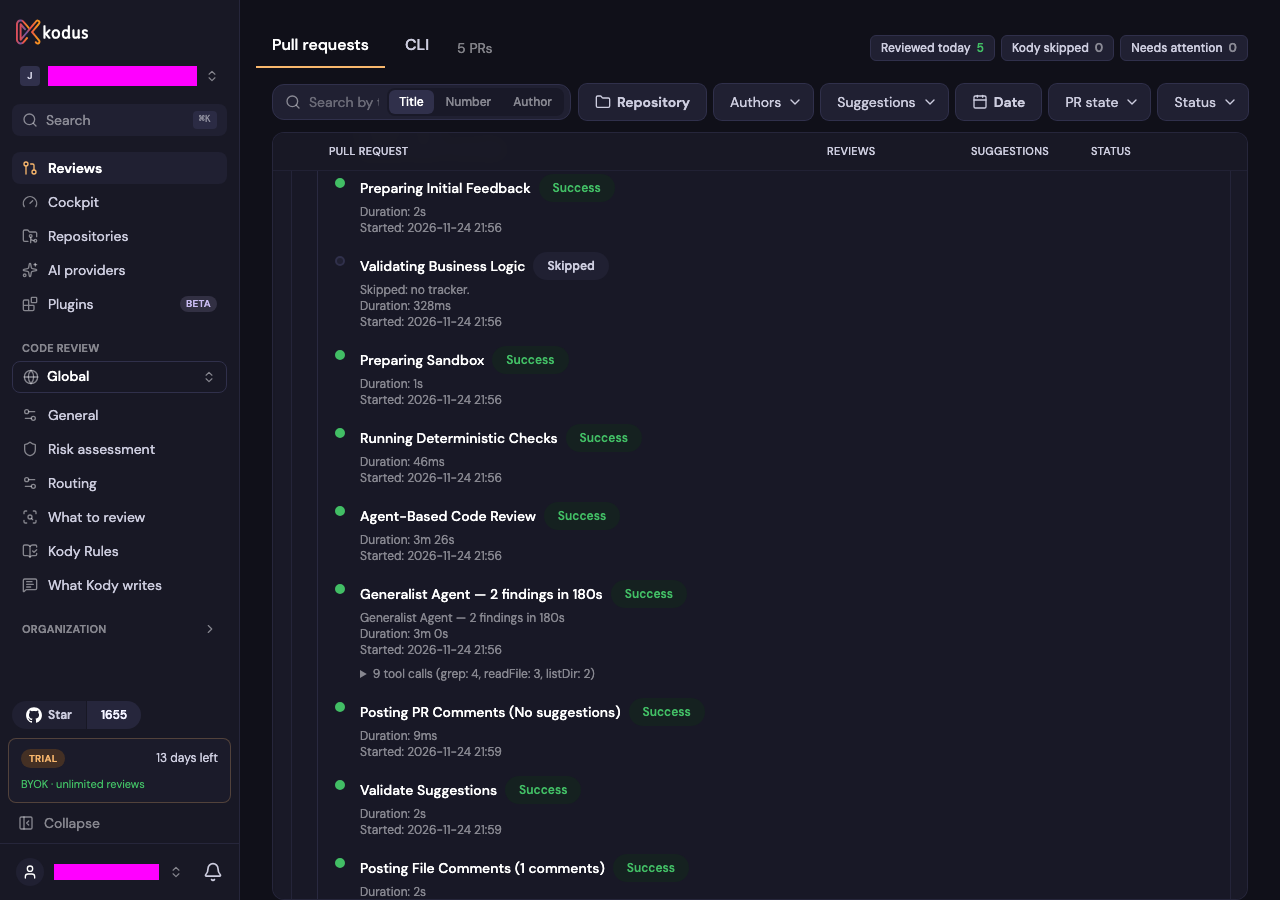 kodus
J
Search
⌘K
Reviews
Cockpit
Repositories
AI providers
Plugins
BETA
CODE REVIEW
Global
General
Risk assessment
Routing
What to review
Kody Rules
What Kody writes
ORGANIZATION
Star
1655
TRIAL
13 days left
BYOK · unlimited reviews
Collapse
Pull requests
CLI
5 PRs
Reviewed today 5
Kody skipped 0
Needs attention 0
Search by t
Title
Number
Author
Repository
Authors
Suggestions
Date
PR state
Status
PULL REQUEST
REVIEWS
SUGGESTIONS
STATUS
Preparing Initial Feedback
Success
Duration: 2s
Started: 2026-11-24 21:56
Validating Business Logic
Skipped
Skipped: no tracker.
Duration: 328ms
Started: 2026-11-24 21:56
Preparing Sandbox
Success
Duration: 1s
Started: 2026-11-24 21:56
Running Deterministic Checks
Success
Duration: 46ms
Started: 2026-11-24 21:56
Agent-Based Code Review
Success
Duration: 3m 26s
Started: 2026-11-24 21:56
Generalist Agent — 2 findings in 180s
Success
Generalist Agent — 2 findings in 180s
Duration: 3m 0s
Started: 2026-11-24 21:56
9 tool calls (grep: 4, readFile: 3, listDir: 2)
Posting PR Comments (No suggestions)
Success
Duration: 9ms
Started: 2026-11-24 21:59
Validate Suggestions
Success
Duration: 2s
Started: 2026-11-24 21:59
Posting File Comments (1 comments)
Success
Duration: 2s